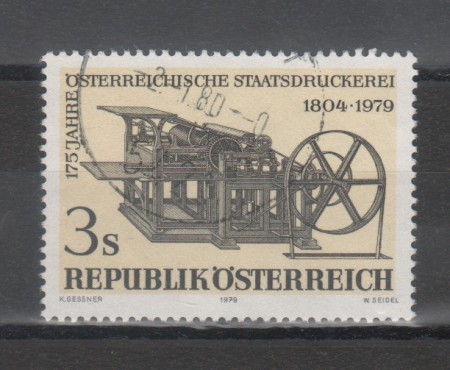 175 JAHRE
ÖSTERREICHISCHE STAATSDRUCKEREI
1804·1979
3s
REPUBLIK ÖSTERREICH
K. GESSNER 1979 W. SEIDEL